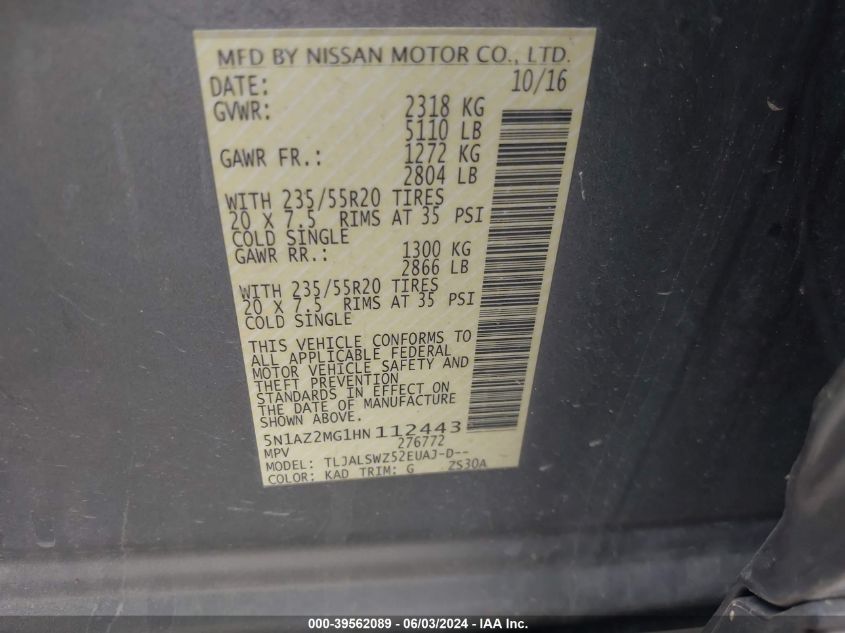 MFD BY NISSAN MOTOR CO., LTD.
DATE: 10/16
GVWR: 2318 KG
5110 LB
GAWR FR.: 1272 KG
2804 LB
WITH 235/55R20 TIRES
20 X 7.5 RIMS AT 35 PSI
COLD SINGLE
GAWR RR.: 1300 KG
2866 LB
WITH 235/55R20 TIRES
20 X 7.5 RIMS AT 35 PSI
COLD SINGLE
THIS VEHICLE CONFORMS TO
ALL APPLICABLE FEDERAL
MOTOR VEHICLE SAFETY AND
THEFT PREVENTION
STANDARDS IN EFFECT ON
THE DATE OF MANUFACTURE
SHOWN ABOVE.
5N1AZ2MG1HN112443
MPV 276772
MODEL: TLJALSWZ52EUAJ-D--
COLOR: KAD TRIM: G ZS30A
000-39562089 - 06/03/2024 - IAA Inc.